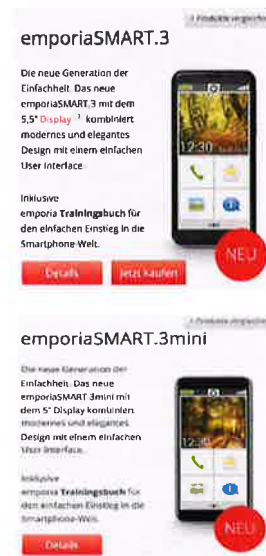 Produkte vergleichen
emporiaSMART.3
Die neue Generation der
Einfachheit. Das neue
emporiaSMART.3 mit dem
5,5" Display kombiniert
modernes und elegantes
Design mit einem einfachen
User Interface.
12:30
Inklusive
emporia Trainingsbuch für
den einfachen Einstieg in die
Smartphone-Welt.
NEU
Details
Jetzt kaufen
Produkte vergleichen
emporiaSMART.3mini
Die neue Generation der
Einfachheit. Das neue
emporiaSMART.3mini mit
dem 5" Display kombiniert
modernes und elegantes
Design mit einem einfachen
User Interface.
12:30
Inklusive
emporia Trainingsbuch für
den einfachen Einstieg in die
Smartphone-Welt.
NEU
Details